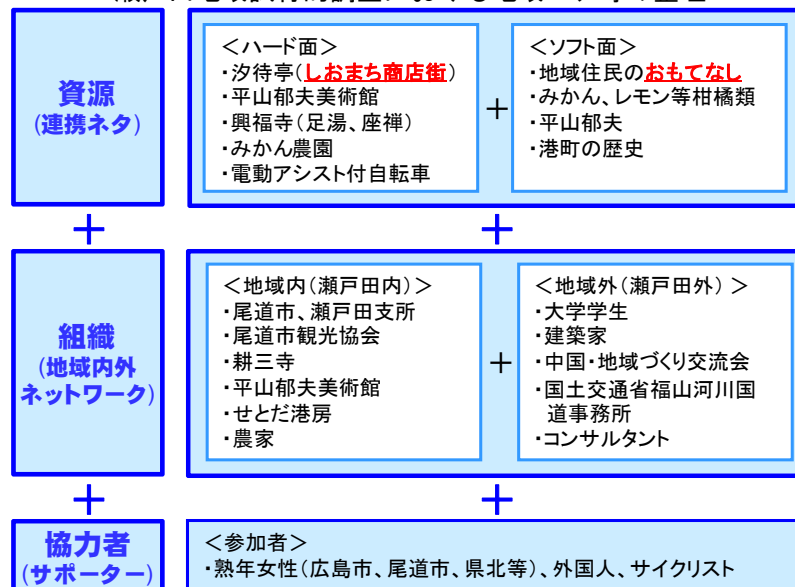 資源
(連携ネタ)
<ハード面>
・汐待亭(しおまち商店街)
・平山郁夫美術館
・興福寺(足湯、座禅)
・みかん農園
・電動アシスト付自転車
+
<ソフト面>
・地域住民のおもてなし
・みかん、レモン等柑橘類
・平山郁夫
・港町の歴史
+
+
組織
(地域内外
ネットワーク)
<地域内(瀬戸田内)>
・尾道市、瀬戸田支所
・尾道市観光協会
・耕三寺
・平山郁夫美術館
・せとだ港房
・農家
+
<地域外(瀬戸田外) >
・大学学生
・建築家
・中国・地域づくり交流会
・国土交通省福山河川国
道事務所
・コンサルタント
+
+
協力者
(サポーター)
<参加者>
・熟年女性(広島市、尾道市、県北等)、外国人、サイクリスト